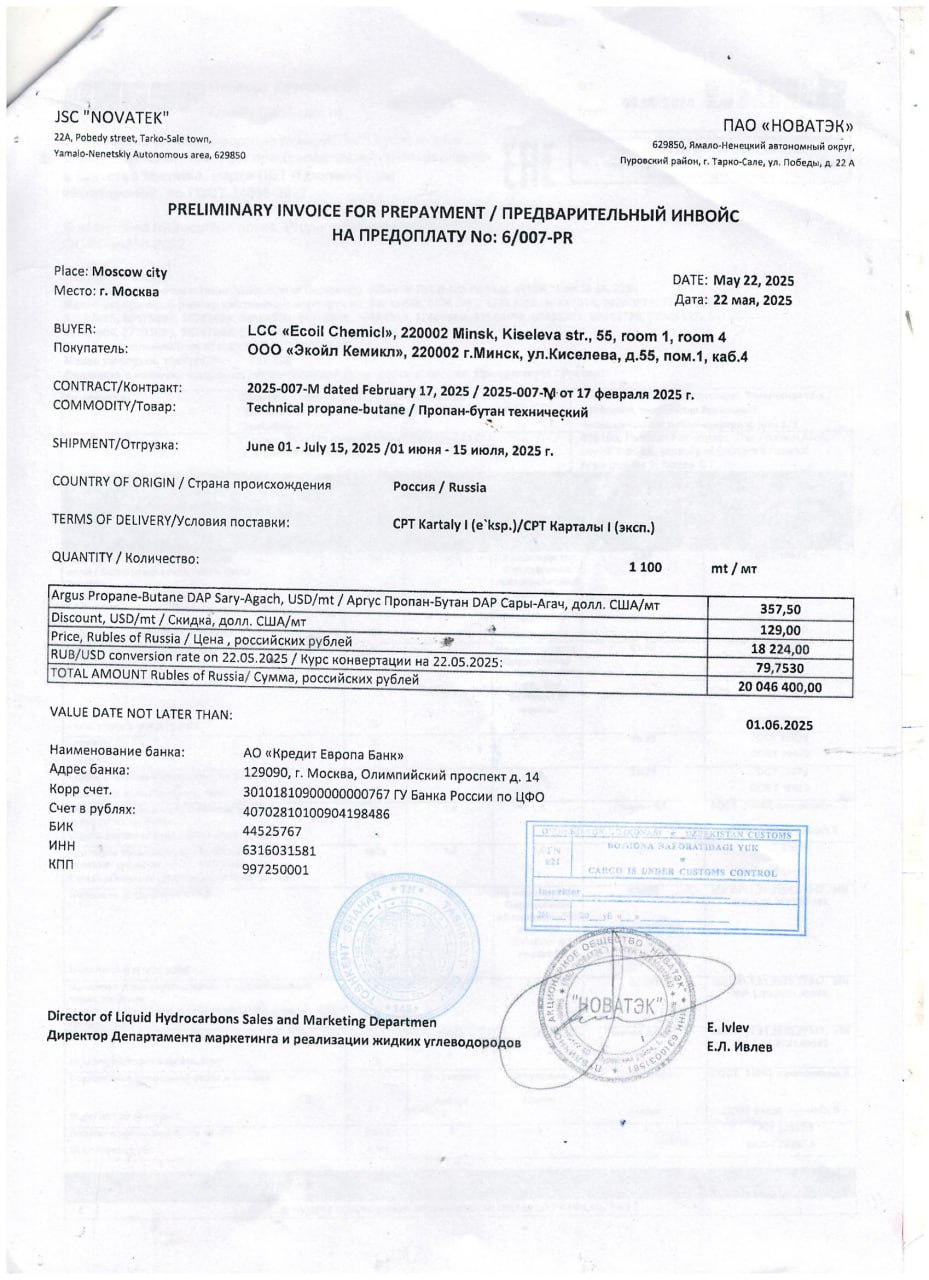 JSC "NOVATEK"
22A, Pobedy street, Tarko-Sale town,
Yamalo-Nenetskiy Autonomous area, 629850
ПАО «НОВАТЭК»
629850, Ямало-Ненецкий автономный округ,
Пуровский район, г. Тарко-Сале, ул. Победы, д. 22 А
PRELIMINARY INVOICE FOR PREPAYMENT / ПРЕДВАРИТЕЛЬНЫЙ ИНВОЙС
НА ПРЕДОПЛАТУ No: 6/007-PR
Place: Moscow city
Место: г. Москва
DATE: May 22, 2025
Дата: 22 мая, 2025
BUYER: LCC «Ecoil Chemicl», 220002 Minsk, Kiseleva str., 55, room 1, room 4
Покупатель: ООО «Экойл Кемикл», 220002 г.Минск, ул.Киселева, д.55, пом.1, каб.4
CONTRACT/Контракт: 2025-007-M dated February 17, 2025 / 2025-007-М от 17 февраля 2025 г.
COMMODITY/Товар: Technical propane-butane / Пропан-бутан технический
SHIPMENT/Отгрузка: June 01 - July 15, 2025 /01 июня - 15 июля, 2025 г.
COUNTRY OF ORIGIN / Страна происхождения Россия / Russia
TERMS OF DELIVERY/Условия поставки: CPT Kartaly I (e`ksp.)/CPT Карталы I (эксп.)
QUANTITY / Количество: 1 100 mt / мт
Argus Propane-Butane DAP Sary-Agach, USD/mt / Аргус Пропан-Бутан DAP Сары-Агач, долл. США/мт 357,50
Discount, USD/mt / Скидка, долл. США/мт 129,00
Price, Rubles of Russia / Цена , российских рублей 18 224,00
RUB/USD conversion rate on 22.05.2025 / Курс конвертации на 22.05.2025: 79,7530
TOTAL AMOUNT Rubles of Russia/ Сумма, российских рублей 20 046 400,00
VALUE DATE NOT LATER THAN: 01.06.2025
Наименование банка: АО «Кредит Европа Банк»
Адрес банка: 129090, г. Москва, Олимпийский проспект д. 14
Корр счет. 30101810900000000767 ГУ Банка России по ЦФО
Счет в рублях: 40702810100904198486
БИК 44525767
ИНН 6316031581
КПП 997250001
UZBEKISTAN CUSTOMS
BOJXONA NAZORATIDAGI YUK
CARGO IS UNDER CUSTOMS CONTROL
Inspektor
TOSHKENT SHAHAR
TASHKENT CITY
АКЦИОНЕРНОЕ ОБЩЕСТВО "НОВАТЭК"
"НОВАТЭК"
Director of Liquid Hydrocarbons Sales and Marketing Departmen
Директор Департамента маркетинга и реализации жидких углеводородов
E. Ivlev
Е.Л. Ивлев